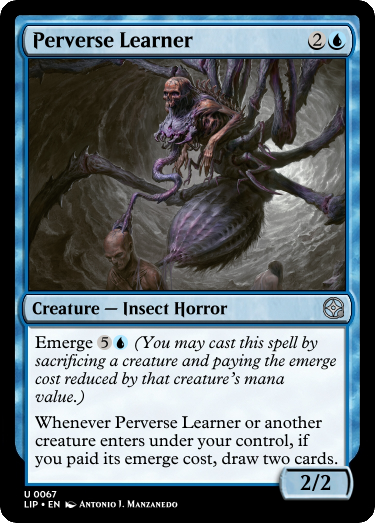 Perverse Learner 2
Creature — Insect Horror
Emerge 5 (You may cast this spell by
sacrificing a creature and paying the emerge
cost reduced by that creature's mana
value.)
Whenever Perverse Learner or another
creature enters under your control, if
you paid its emerge cost, draw two cards.
2/2
U 0067
LIP • EN Antonio J. Manzanedo